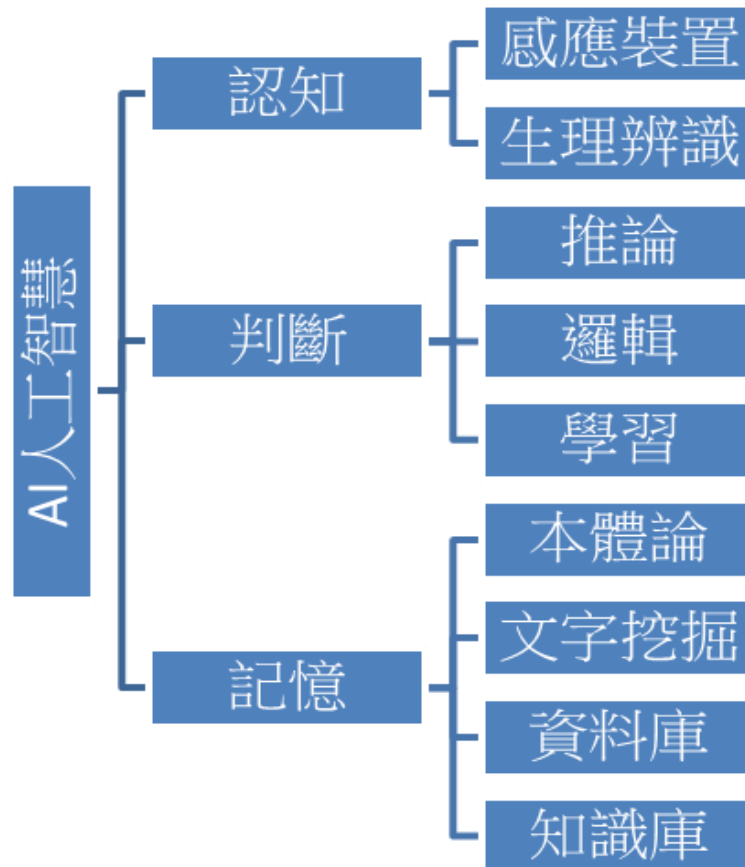 AI人工智慧
認知
感應裝置
生理辨識
判斷
推論
邏輯
學習
記憶
本體論
文字挖掘
資料庫
知識庫